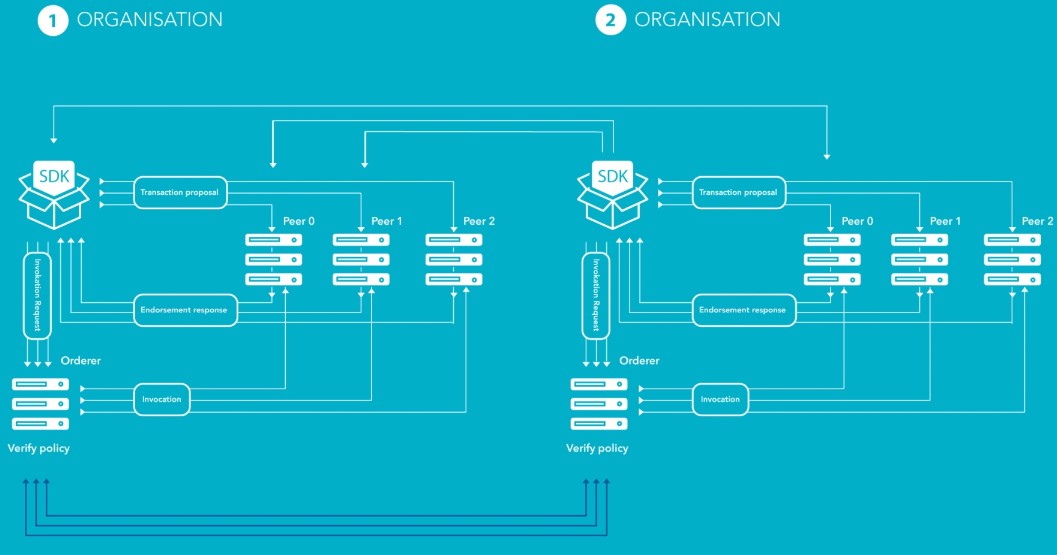 1 ORGANISATION
SDK
Transaction proposal
Peer 0
Peer 1
Peer 2
Invokation Request
Endorsement response
Orderer
Invocation
Verify policy
2 ORGANISATION
SDK
Transaction proposal
Peer 0
Peer 1
Peer 2
Invokation Request
Endorsement response
Orderer
Invocation
Verify policy